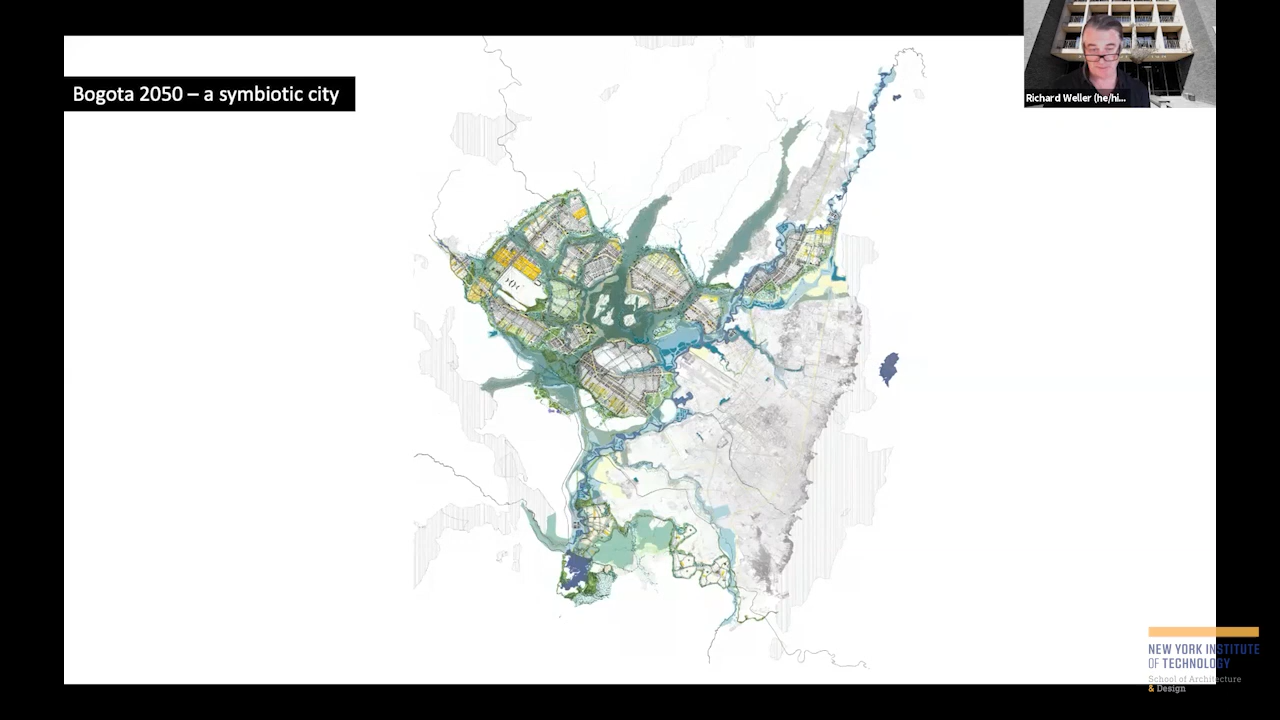 Bogota 2050 – a symbiotic city
Richard Weller (he/hi...
NEW YORK INSTITUTE
OF TECHNOLOGY
School of Architecture
& Design